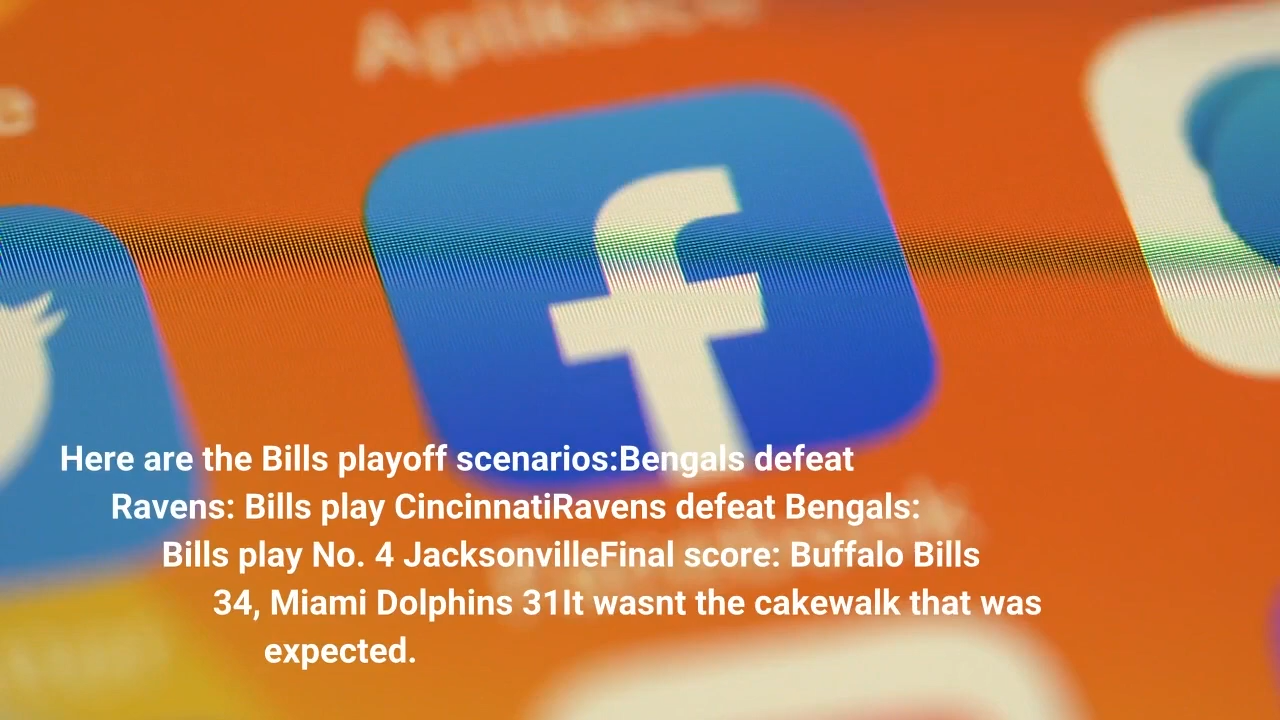 Aplikace
Here are the Bills playoff scenarios:Bengals defeat
Ravens: Bills play CincinnatiRavens defeat Bengals:
Bills play No. 4 JacksonvilleFinal score: Buffalo Bills
34, Miami Dolphins 31It wasnt the cakewalk that was
expected.